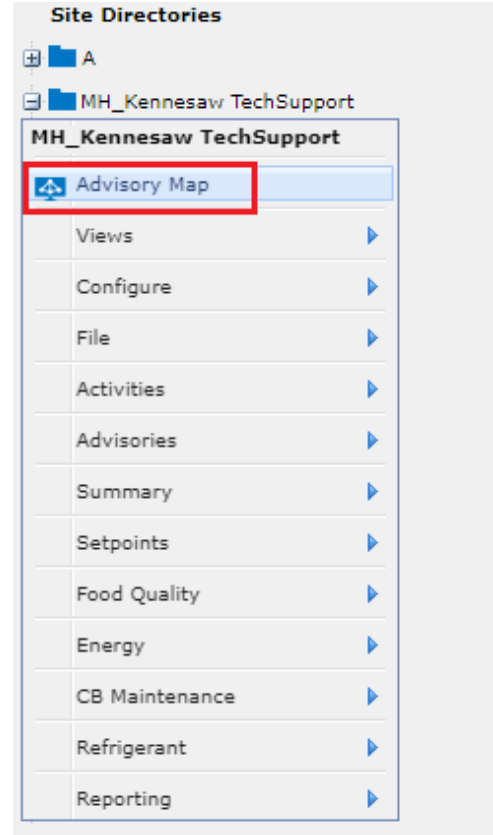 Site Directories
A
MH_Kennesaw TechSupport
MH_Kennesaw TechSupport
Advisory Map
Views
Configure
File
Activities
Advisories
Summary
Setpoints
Food Quality
Energy
CB Maintenance
Refrigerant
Reporting